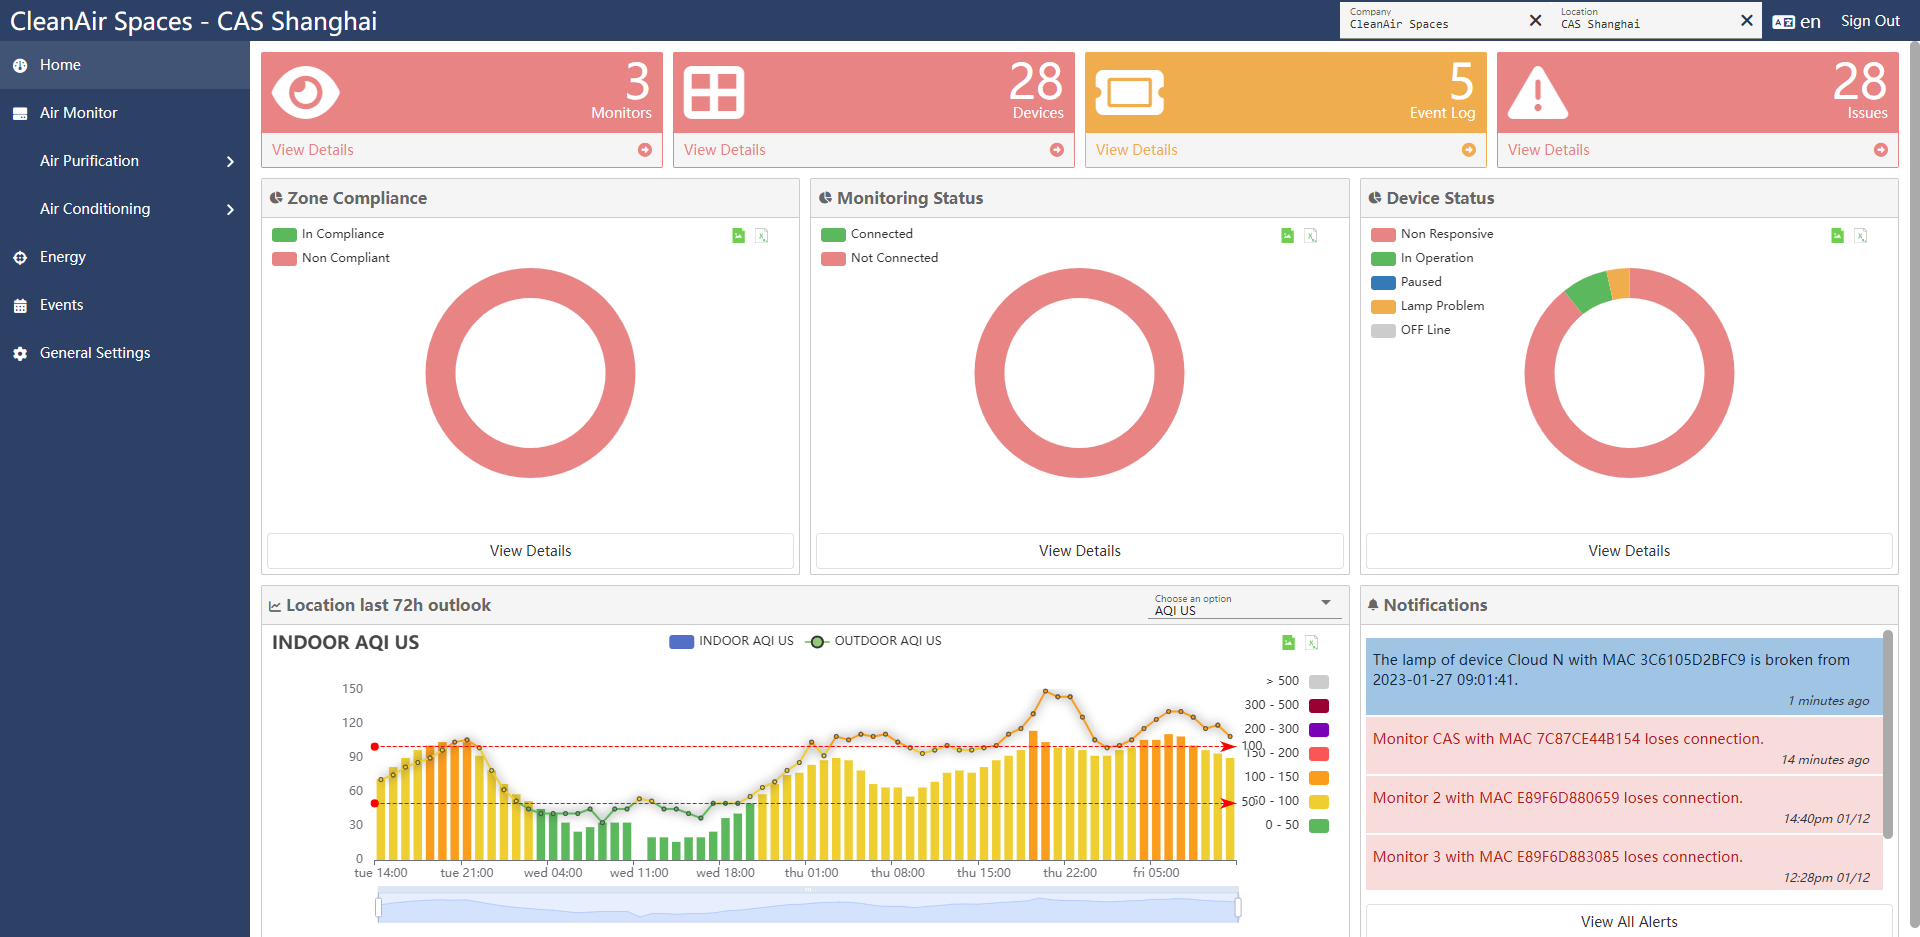 CleanAir Spaces - CAS Shanghai
Company
CleanAir Spaces
Location
CAS Shanghai
en
Sign Out
Home
Air Monitor
Air Purification
Air Conditioning
Energy
Events
General Settings
3
Monitors
View Details
28
Devices
View Details
5
Event Log
View Details
28
Issues
View Details
Zone Compliance
In Compliance
Non Compliant
View Details
Monitoring Status
Connected
Not Connected
View Details
Device Status
Non Responsive
In Operation
Paused
Lamp Problem
OFF Line
View Details
Location last 72h outlook
Choose an option
AQI US
INDOOR AQI US
INDOOR AQI US
OUTDOOR AQI US
150
120
90
60
30
0
tue 14:00
tue 21:00
wed 04:00
wed 11:00
wed 18:00
thu 01:00
thu 08:00
thu 15:00
thu 22:00
fri 05:00
100
50
> 500
300 - 500
200 - 300
150 - 200
100 - 150
50 - 100
0 - 50
Notifications
The lamp of device Cloud N with MAC 3C6105D2BFC9 is broken from
2023-01-27 09:01:41.
1 minutes ago
Monitor CAS with MAC 7C87CE44B154 loses connection.
14 minutes ago
Monitor 2 with MAC E89F6D880659 loses connection.
14:40pm 01/12
Monitor 3 with MAC E89F6D883085 loses connection.
12:28pm 01/12
View All Alerts